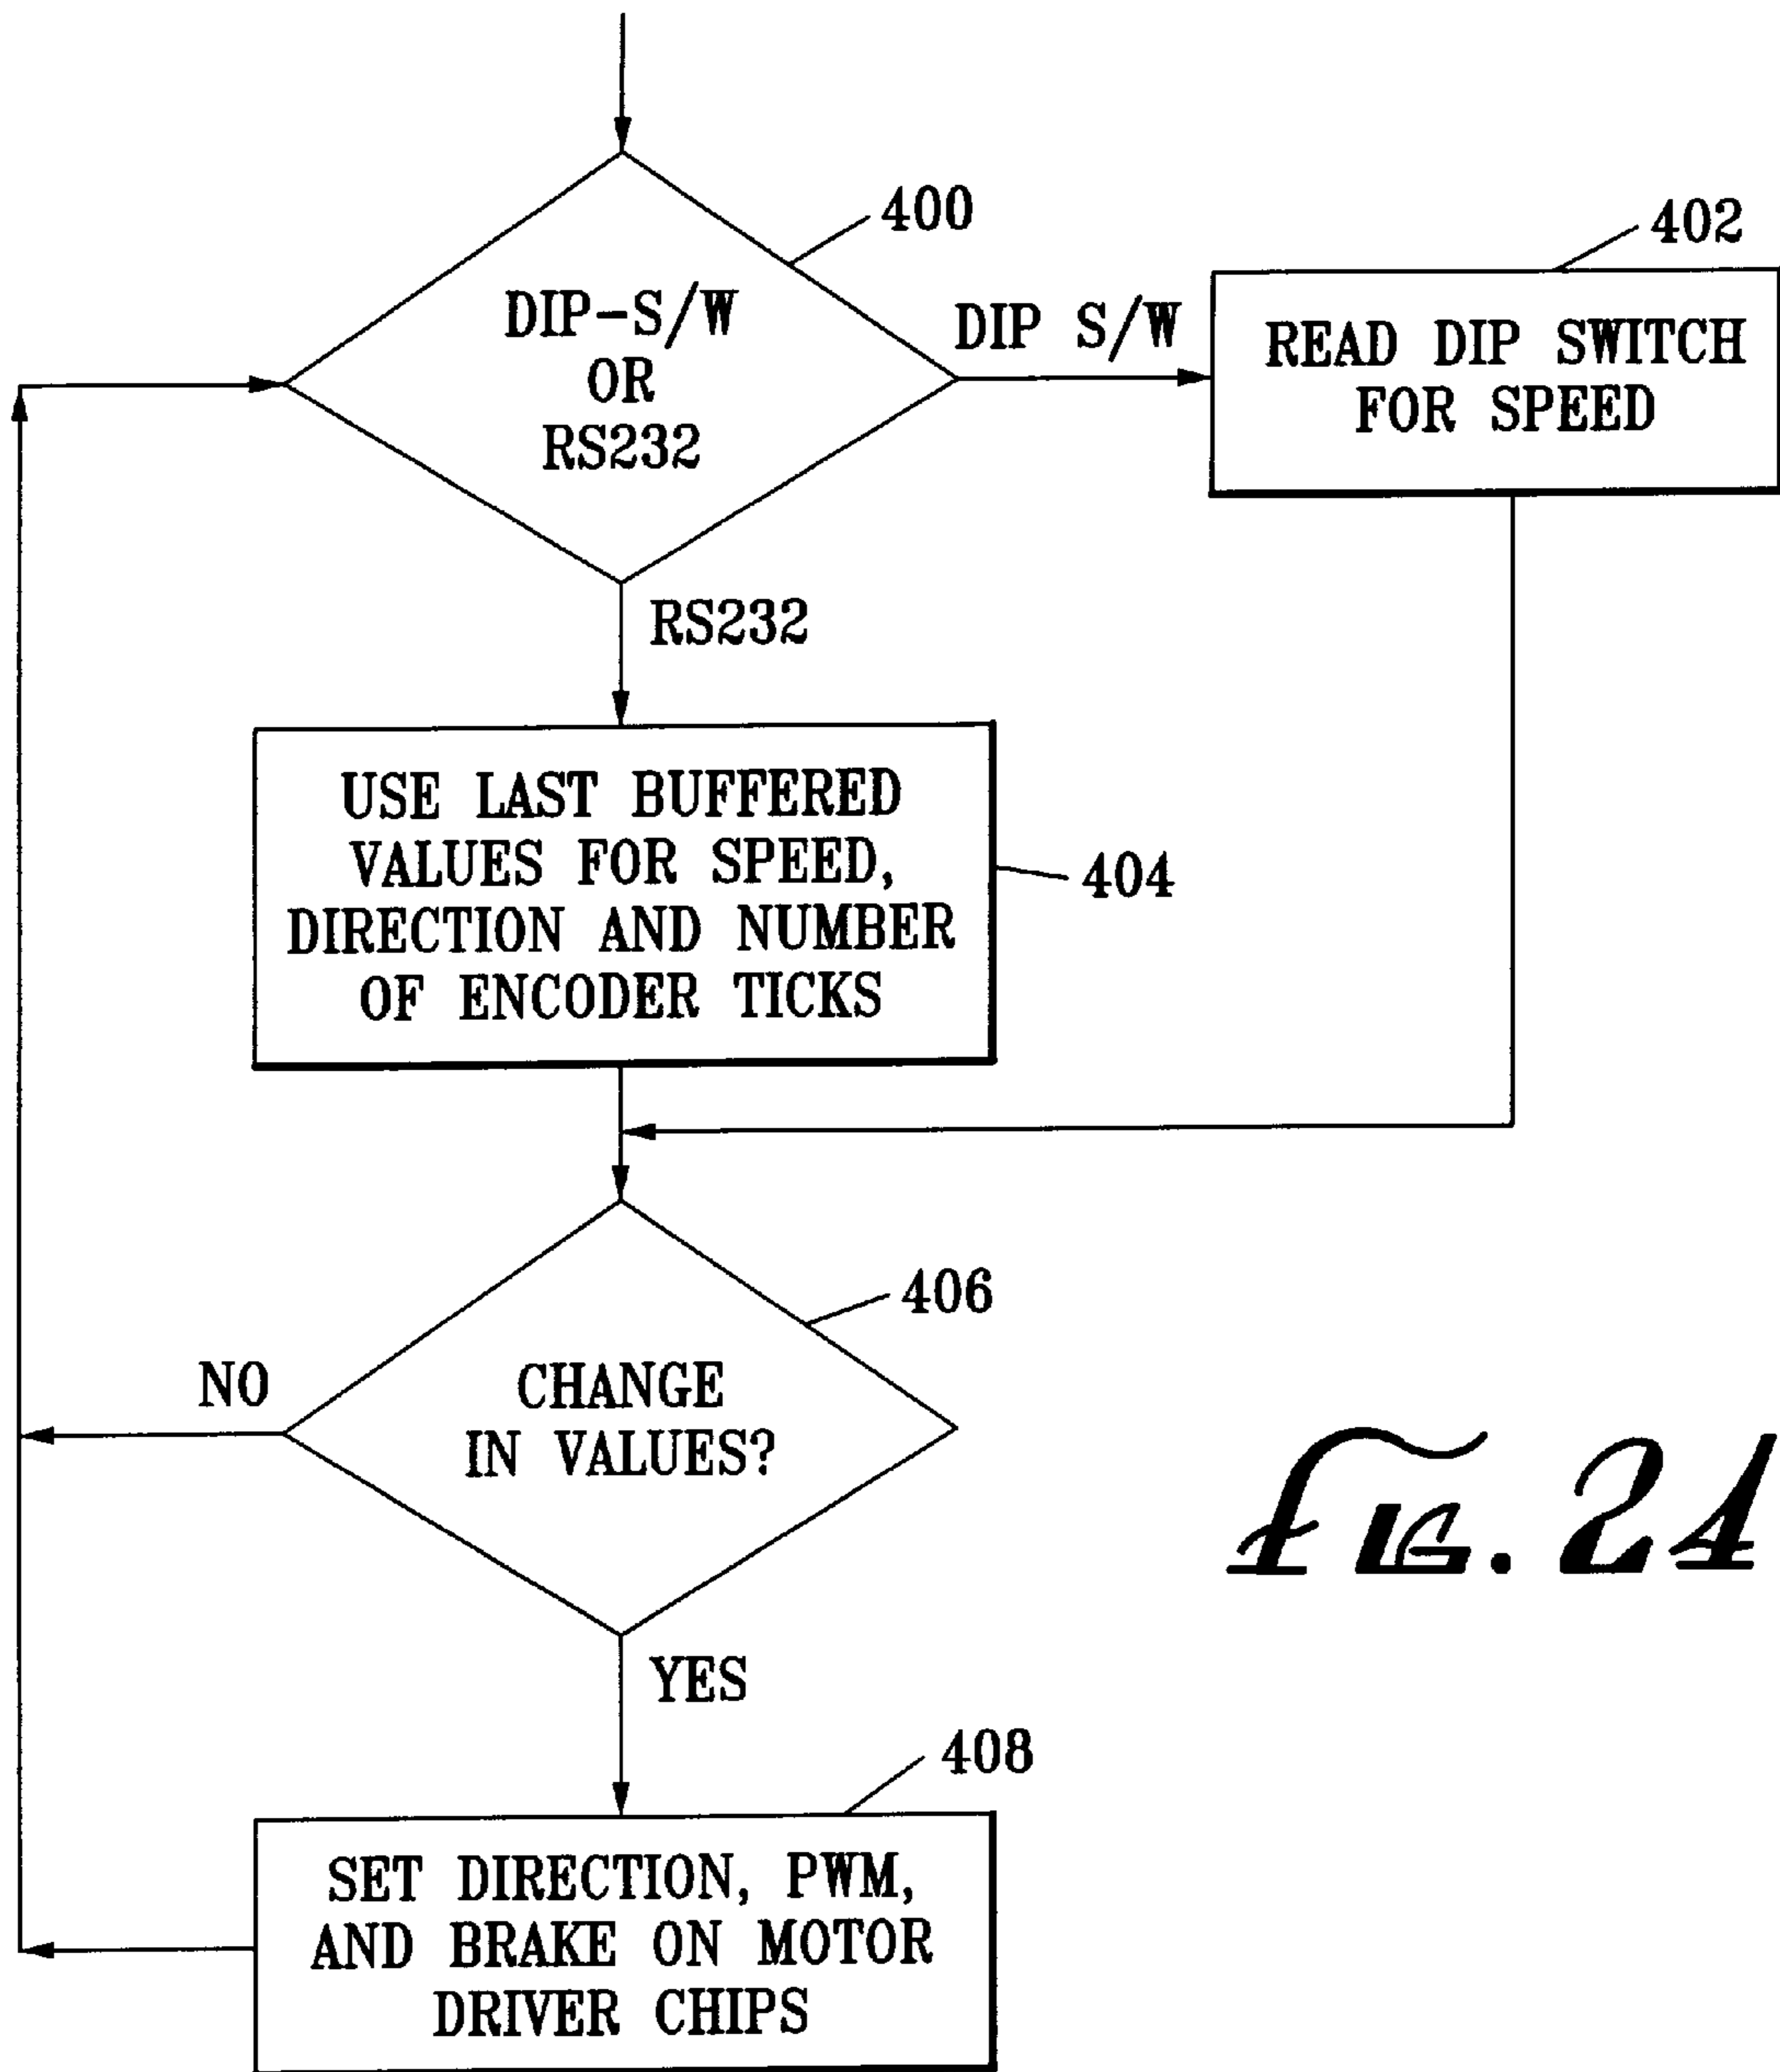 400
DIP-S/W
OR
RS232
DIP S/W
402
READ DIP SWITCH
FOR SPEED
RS232
USE LAST BUFFERED
VALUES FOR SPEED,
DIRECTION AND NUMBER
OF ENCODER TICKS
404
406
CHANGE
IN VALUES?
NO
YES
408
SET DIRECTION, PWM,
AND BRAKE ON MOTOR
DRIVER CHIPS
FIG. 24